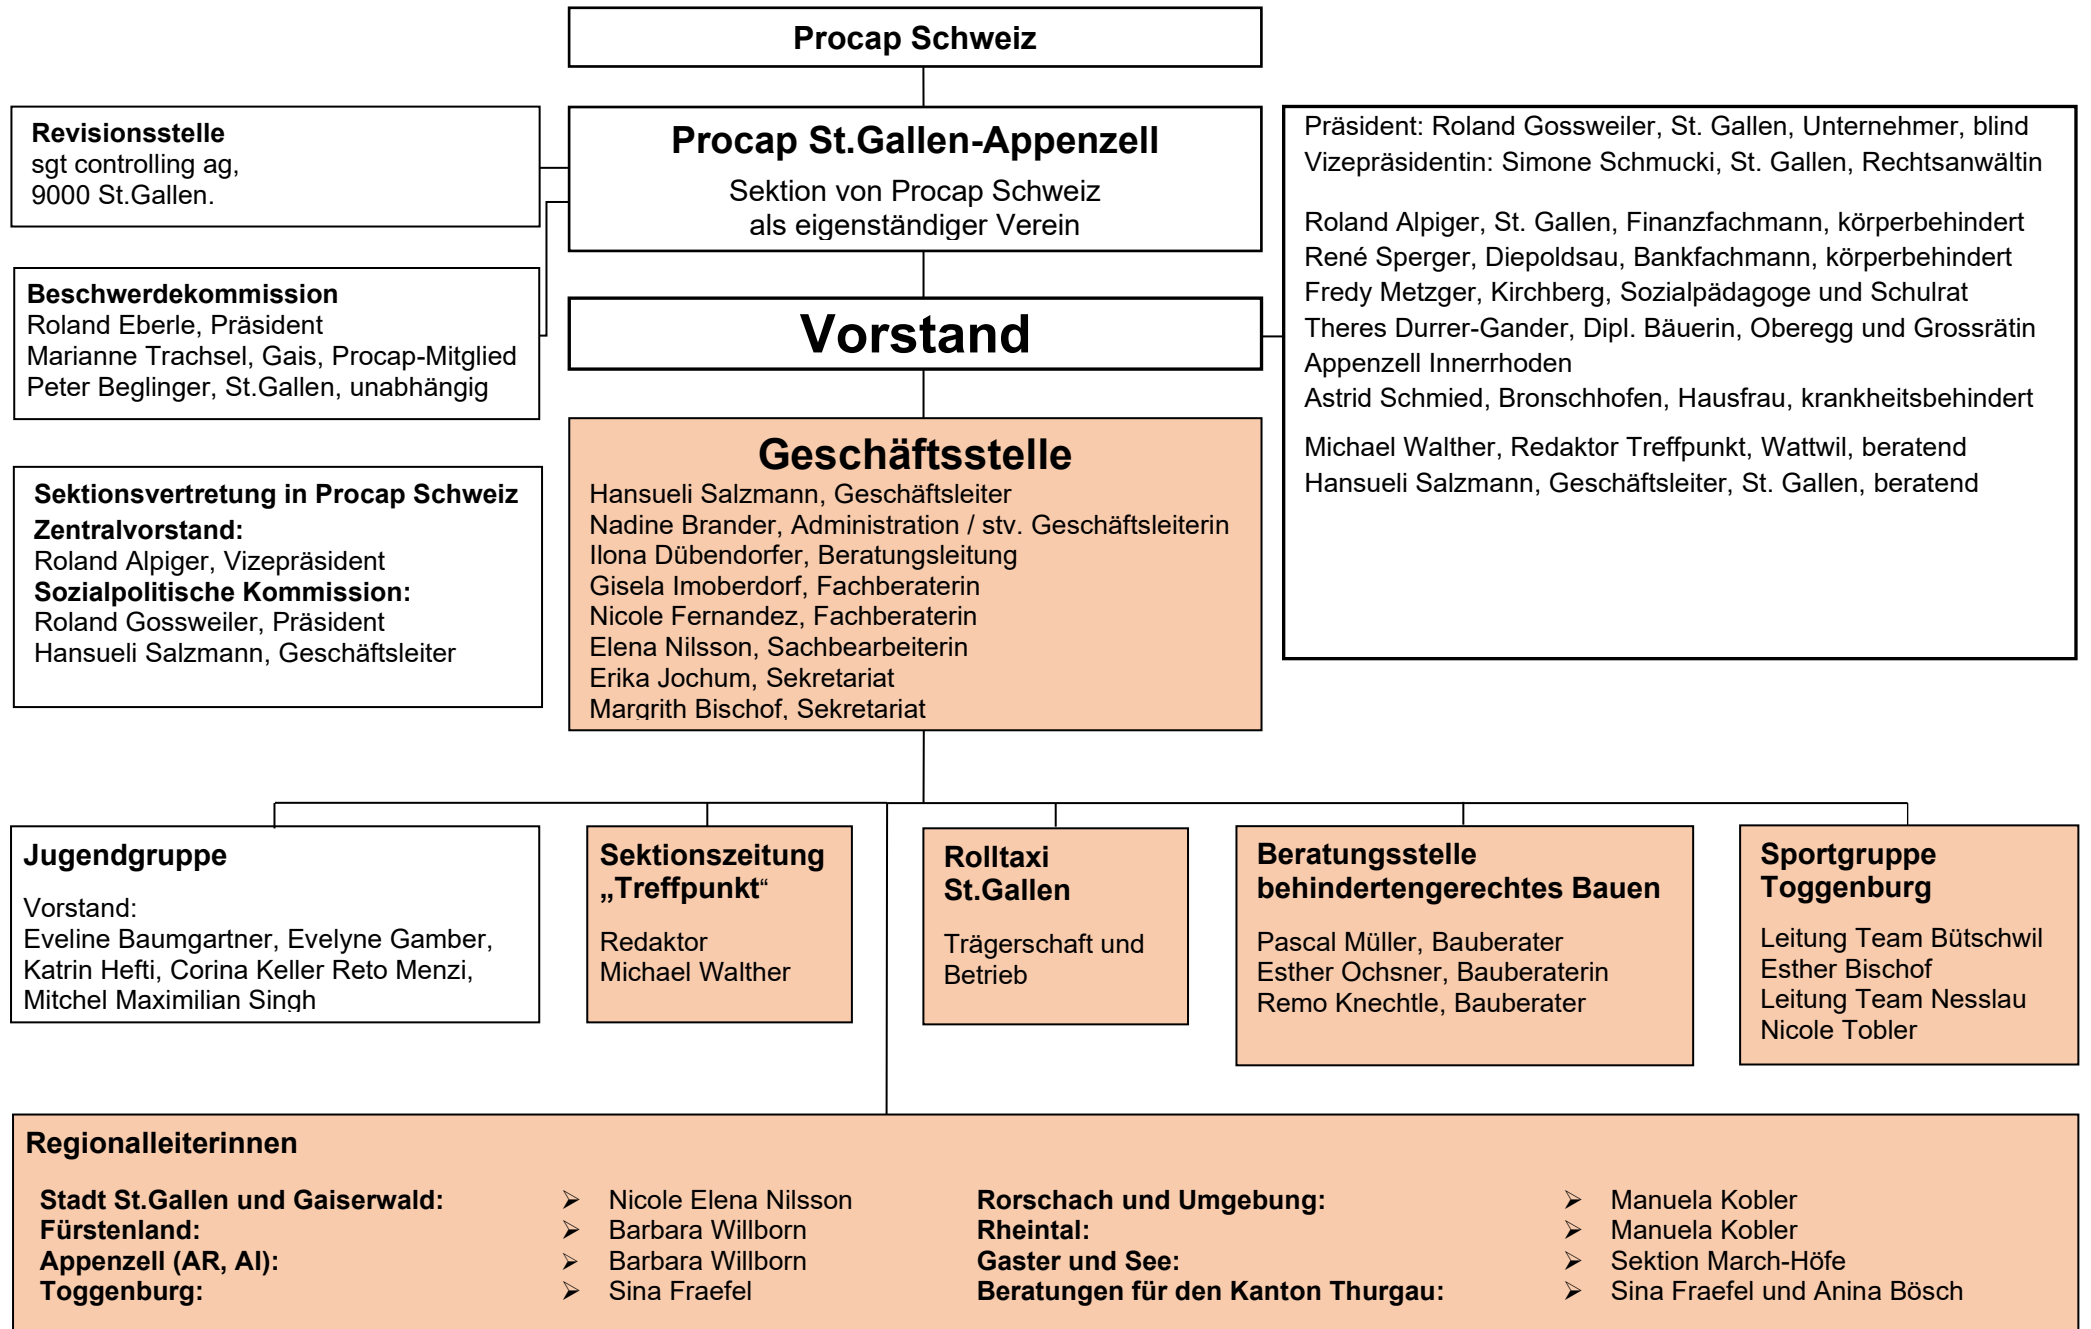 Procap Schweiz
Revisionsstelle
sgt controlling ag,
9000 St.Gallen.
Procap St.Gallen-Appenzell
Sektion von Procap Schweiz
als eigenständiger Verein
Präsident: Roland Gossweiler, St. Gallen, Unternehmer, blind
Vizepräsidentin: Simone Schmucki, St. Gallen, Rechtsanwältin
Roland Alpiger, St. Gallen, Finanzfachmann, körperbehindert
René Sperger, Diepoldsau, Bankfachmann, körperbehindert
Fredy Metzger, Kirchberg, Sozialpädagoge und Schulrat
Theres Durrer-Gander, Dipl. Bäuerin, Oberegg und Grossrätin
Appenzell Innerrhoden
Astrid Schmied, Bronschhofen, Hausfrau, krankheitsbehindert
Michael Walther, Redaktor Treffpunkt, Wattwil, beratend
Hansueli Salzmann, Geschäftsleiter, St. Gallen, beratend
Beschwerdekommission
Roland Eberle, Präsident
Marianne Trachsel, Gais, Procap-Mitglied
Peter Beglinger, St.Gallen, unabhängig
Vorstand
Sektionsvertretung in Procap Schweiz
Zentralvorstand:
Roland Alpiger, Vizepräsident
Sozialpolitische Kommission:
Roland Gossweiler, Präsident
Hansueli Salzmann, Geschäftsleiter
Geschäftsstelle
Hansueli Salzmann, Geschäftsleiter
Nadine Brander, Administration / stv. Geschäftsleiterin
Ilona Dübendorfer, Beratungsleitung
Gisela Imoberdorf, Fachberaterin
Nicole Fernandez, Fachberaterin
Elena Nilsson, Sachbearbeiterin
Erika Jochum, Sekretariat
Margrith Bischof, Sekretariat
Jugendgruppe
Vorstand:
Eveline Baumgartner, Evelyne Gamber,
Katrin Hefti, Corina Keller Reto Menzi,
Mitchel Maximilian Singh
Sektionszeitung
„Treffpunkt“
Redaktor
Michael Walther
Rolltaxi
St.Gallen
Trägerschaft und
Betrieb
Beratungsstelle
behindertengerechtes Bauen
Pascal Müller, Bauberater
Esther Ochsner, Bauberaterin
Remo Knechtle, Bauberater
Sportgruppe
Toggenburg
Leitung Team Bütschwil
Esther Bischof
Leitung Team Nesslau
Nicole Tobler
Regionalleiterinnen
Stadt St.Gallen und Gaiserwald: ➢ Nicole Elena Nilsson
Fürstenland: ➢ Barbara Willborn
Appenzell (AR, AI): ➢ Barbara Willborn
Toggenburg: ➢ Sina Fraefel
Rorschach und Umgebung: ➢ Manuela Kobler
Rheintal: ➢ Manuela Kobler
Gaster und See: ➢ Sektion March-Höfe
Beratungen für den Kanton Thurgau: ➢ Sina Fraefel und Anina Bösch